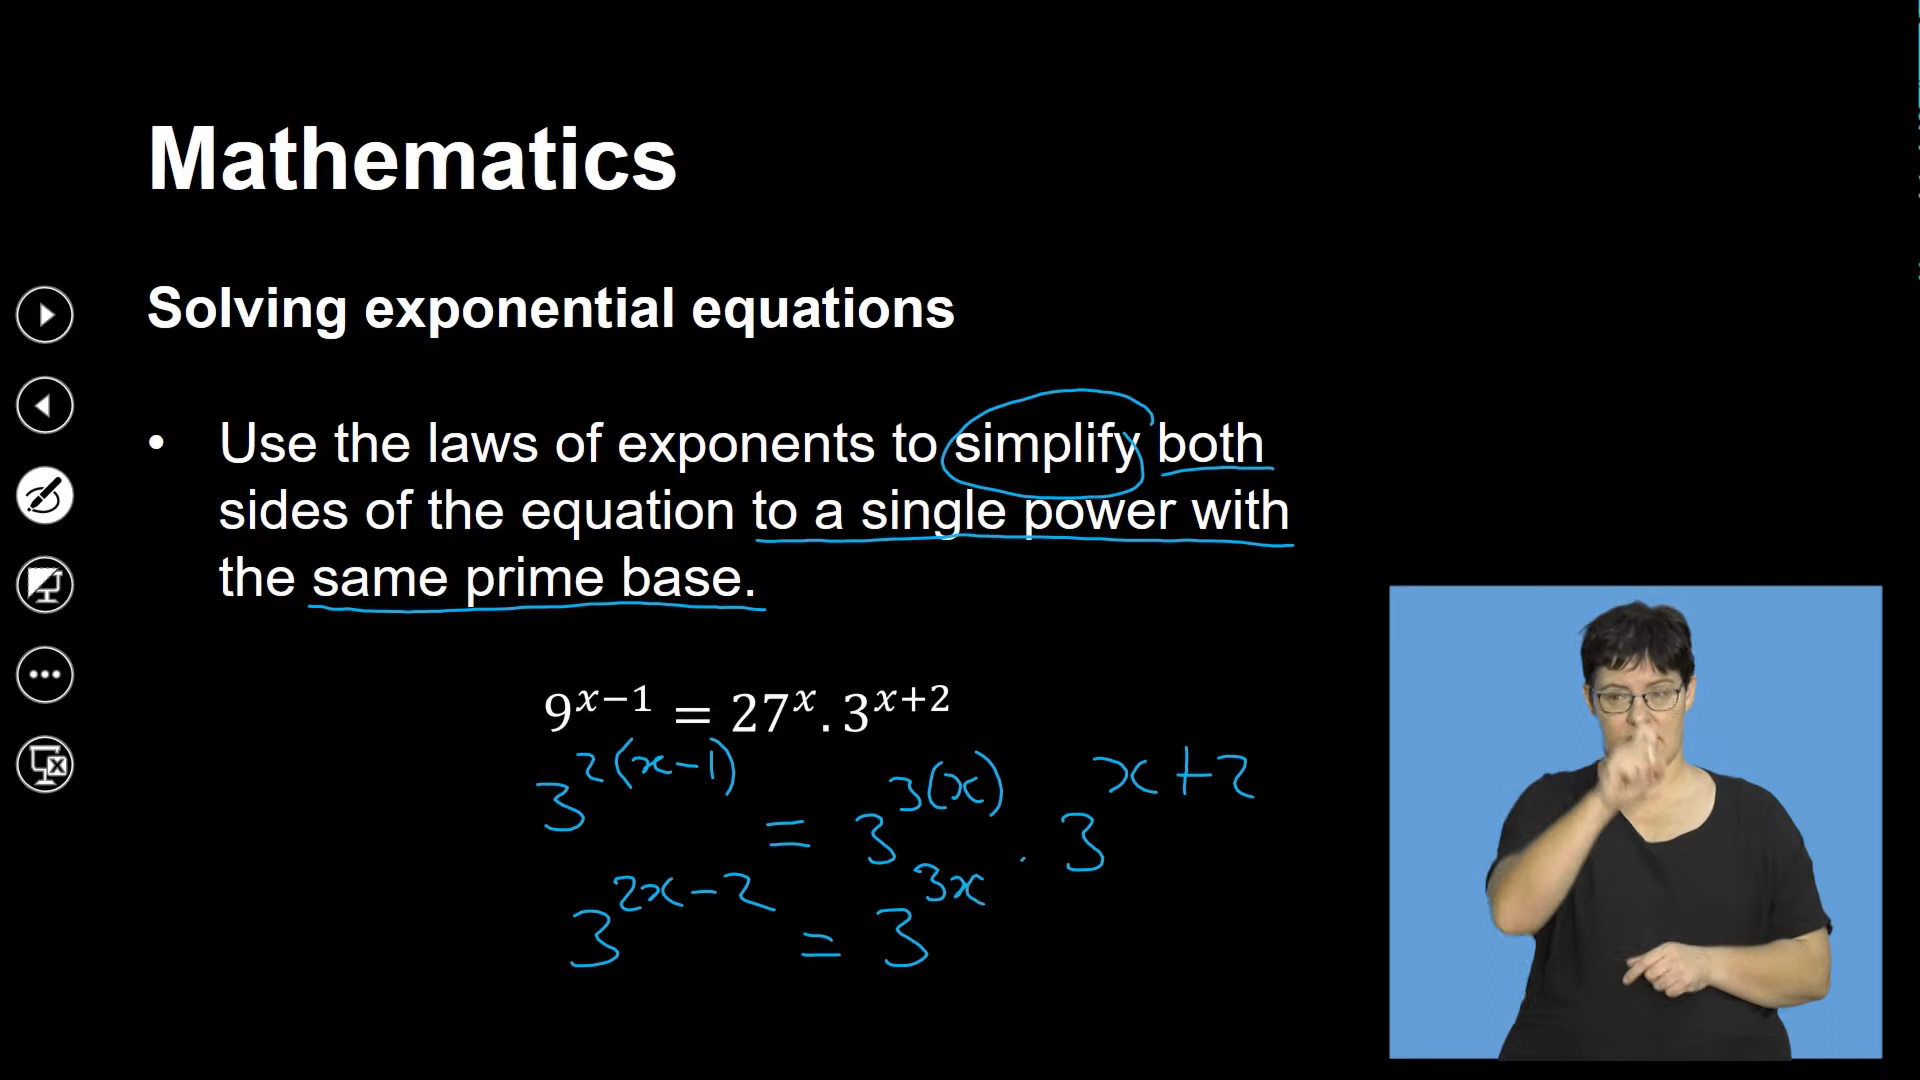 Mathematics
Solving exponential equations
• Use the laws of exponents to simplify both
sides of the equation to a single power with
the same prime base.
9^{x−1} = 27^{x}.3^{x+2}
3^{2(x−1)} = 3^{3(x)} . 3^{x+2}
3^{2x−2} = 3^{3x}